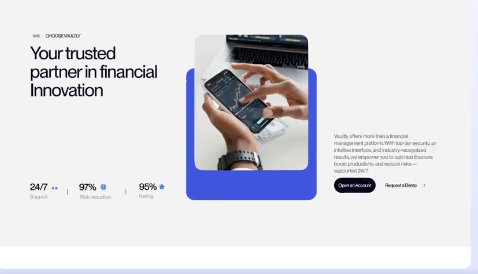 CHOOSE VAULTLY
Your trusted
partner in financial
Innovation
24/7
Support
97%
Risk reduction
95%
Vaultly offers more than a financial
management platform. With top-tier security, an
intuitive interface, and industry-recognized
results, we empower you to optimize finances,
boost productivity, and reduce risks—
supported 24/7.
Open an Account
Request a Demo